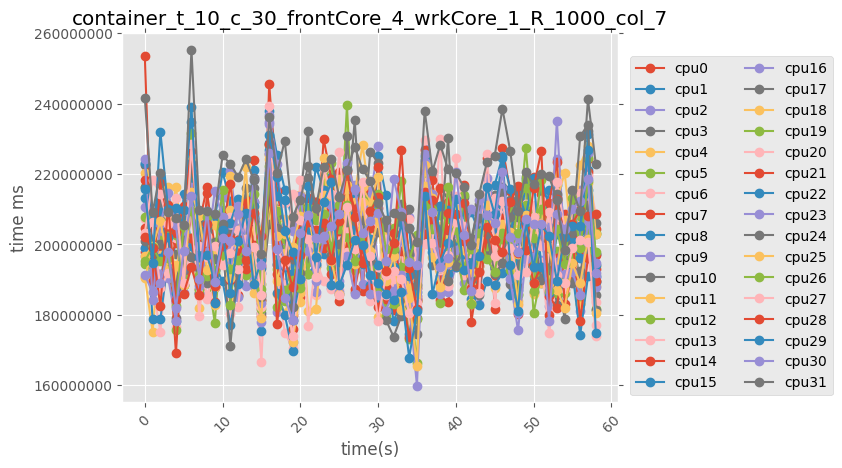 container_t_10_c_30_frontCore_4_wrkCore_1_R_1000_col_7
time ms
260000000
240000000
220000000
200000000
180000000
160000000
0
10
20
30
40
50
60
time(s)
cpu0
cpu1
cpu2
cpu3
cpu4
cpu5
cpu6
cpu7
cpu8
cpu9
cpu10
cpu11
cpu12
cpu13
cpu14
cpu15
cpu16
cpu17
cpu18
cpu19
cpu20
cpu21
cpu22
cpu23
cpu24
cpu25
cpu26
cpu27
cpu28
cpu29
cpu30
cpu31